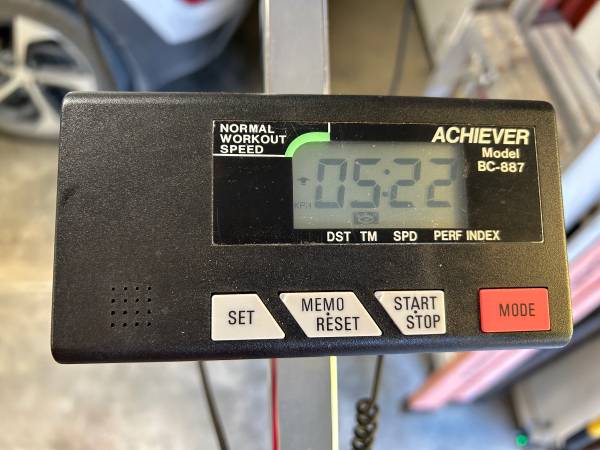 NORMAL
WORKOUT
SPEED
ACHIEVER
Model
BC-887
05:22
DST TM SPD PERF INDEX
SET
MEMO
RESET
START
STOP
MODE